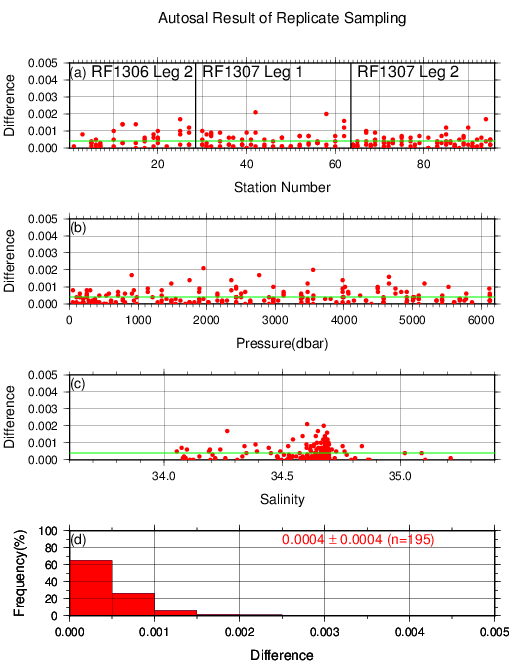 Autosal Result of Replicate Sampling
0.005
0.004
0.003
0.002
0.001
0.000
Difference
(a) RF1306 Leg 2 RF1307 Leg 1 RF1307 Leg 2
20 40 60 80
Station Number
0.005
0.004
0.003
0.002
0.001
0.000
Difference
(b)
0 1000 2000 3000 4000 5000 6000
Pressure(dbar)
0.005
0.004
0.003
0.002
0.001
0.000
Difference
(c)
34.0 34.5 35.0
Salinity
100
80
60
40
20
0
Frequency(%)
(d) 0.0004 ± 0.0004 (n=195)
0.000 0.001 0.002 0.003 0.004 0.005
Difference